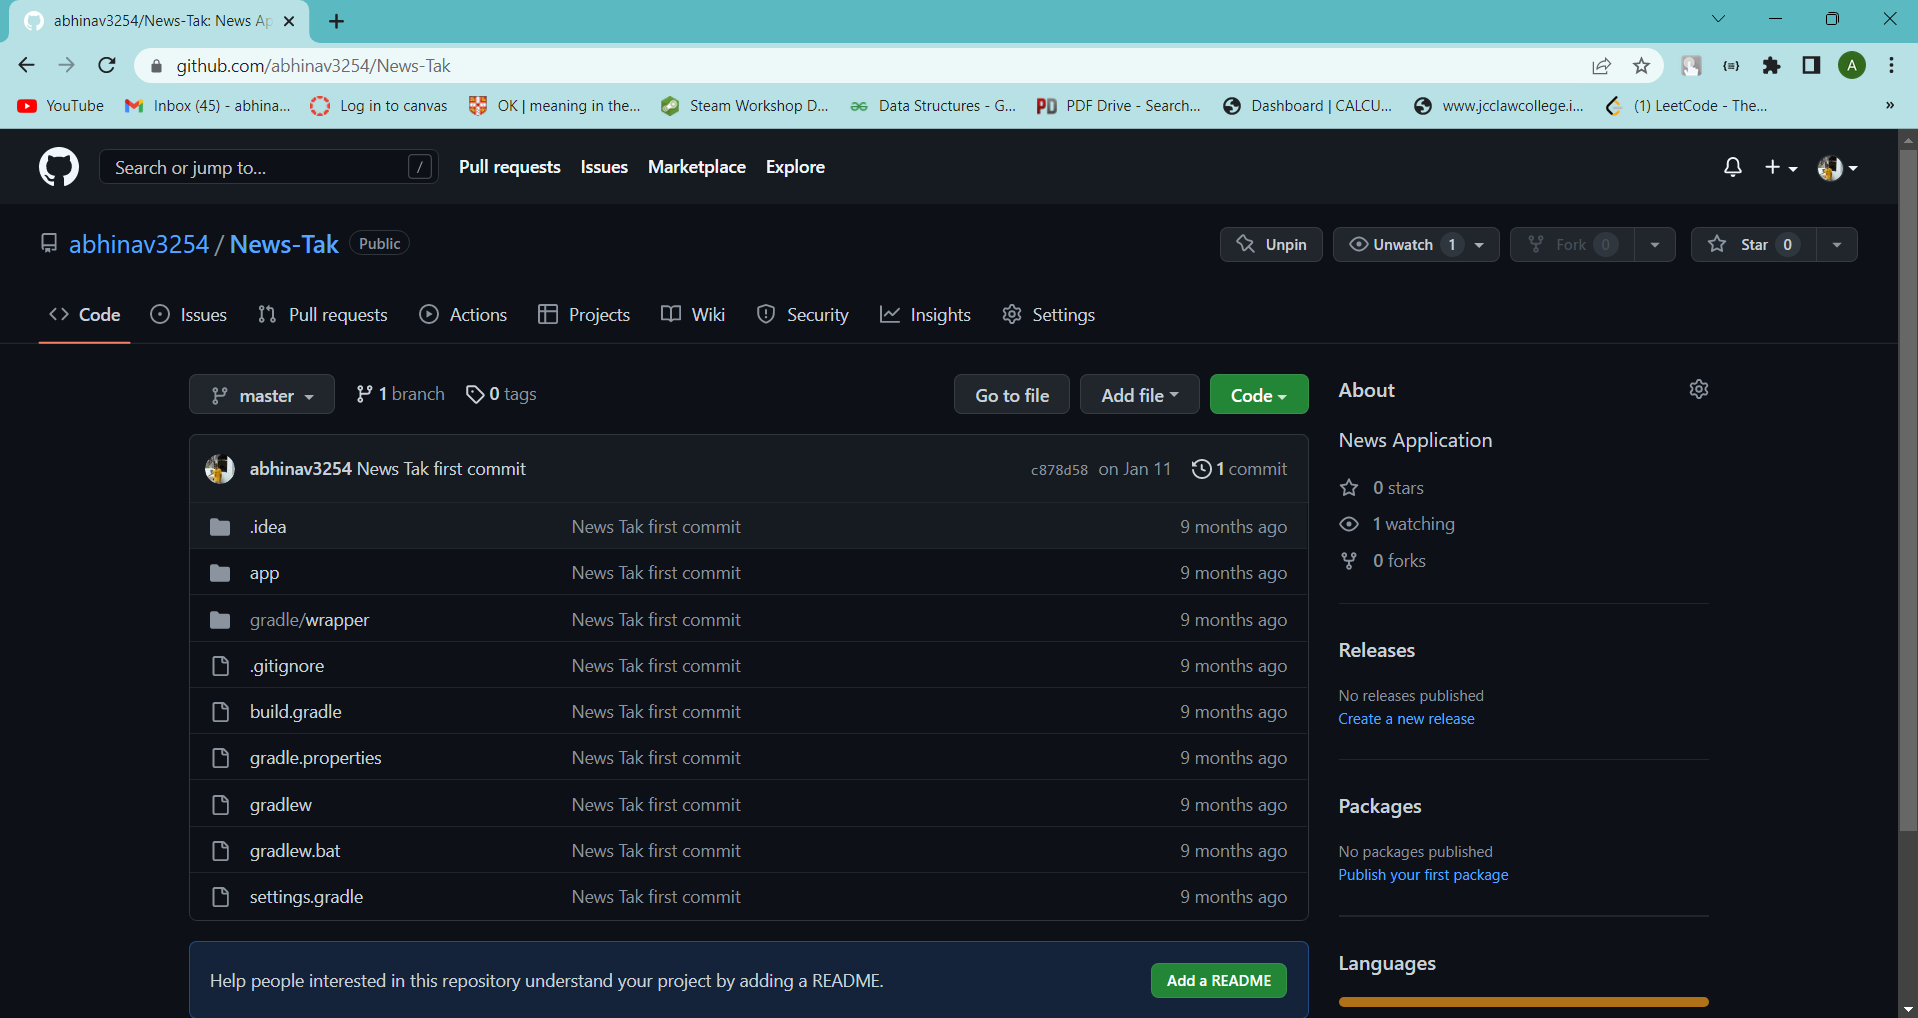 abhinav3254/News-Tak: News Ap
github.com/abhinav3254/News-Tak
A
YouTube Inbox (45) - abhina... Log in to canvas OK | meaning in the... Steam Workshop D... Data Structures - G... PD PDF Drive - Search... Dashboard | CALCU... www.jcclawcollege.i... (1) LeetCode - The... »
Search or jump to... / Pull requests Issues Marketplace Explore
abhinav3254 / News-Tak Public Unpin Unwatch 1 Fork 0 Star 0
Code Issues Pull requests Actions Projects Wiki Security Insights Settings
master 1 branch 0 tags Go to file Add file Code
abhinav3254 News Tak first commit c878d58 on Jan 11 1 commit
.idea News Tak first commit 9 months ago
app News Tak first commit 9 months ago
gradle/wrapper News Tak first commit 9 months ago
.gitignore News Tak first commit 9 months ago
build.gradle News Tak first commit 9 months ago
gradle.properties News Tak first commit 9 months ago
gradlew News Tak first commit 9 months ago
gradlew.bat News Tak first commit 9 months ago
settings.gradle News Tak first commit 9 months ago
Help people interested in this repository understand your project by adding a README. Add a README
About
News Application
0 stars
1 watching
0 forks
Releases
No releases published
Create a new release
Packages
No packages published
Publish your first package
Languages